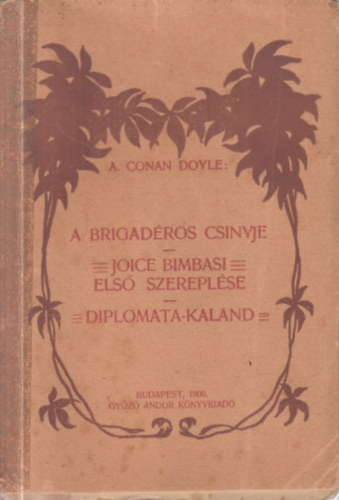 A. CONAN DOYLE:
A BRIGADÉROS CSINYJE
JOICE BIMBASI
ELSŐ SZEREPLÉSE
DIPLOMATA-KALAND
BUDAPEST, 1909.
GYŐZŐ ANDOR KÖNYVKIADÓ